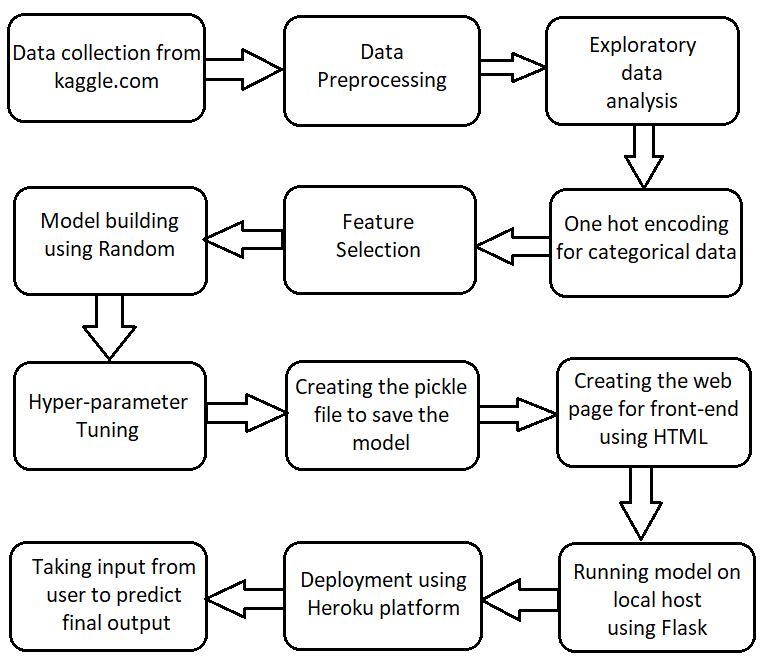 Data collection from
kaggle.com
Data
Preprocessing
Exploratory
data
analysis
One hot encoding
for categorical data
Feature
Selection
Model building
using Random
Hyper-parameter
Tuning
Creating the pickle
file to save the
model
Creating the web
page for front-end
using HTML
Running model on
local host
using Flask
Deployment using
Heroku platform
Taking input from
user to predict
final output